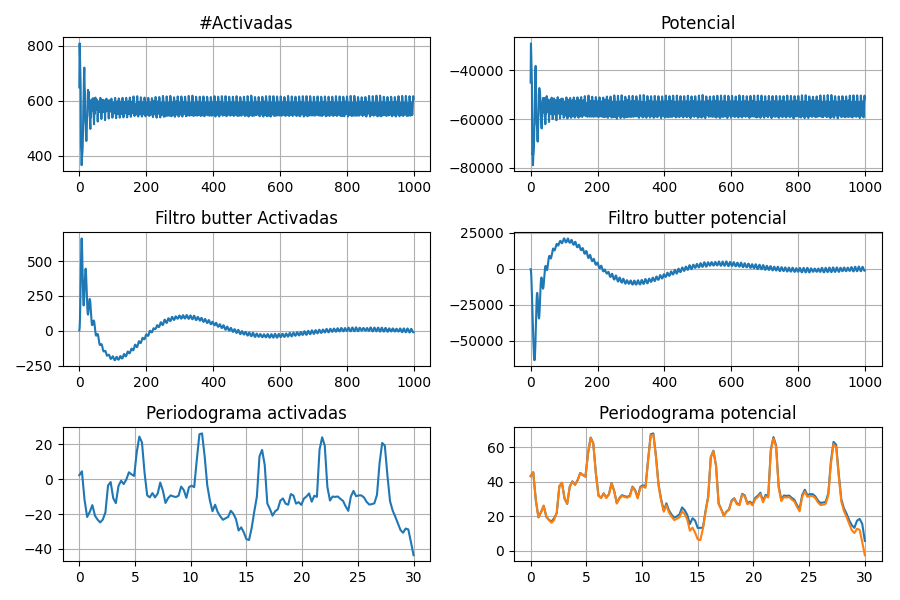 #Activadas
800
600
400
0 200 400 600 800 1000
Potencial
−40000
−60000
−80000
0 200 400 600 800 1000
Filtro butter Activadas
500
250
0
−250
0 200 400 600 800 1000
Filtro butter potencial
25000
0
−25000
−50000
0 200 400 600 800 1000
Periodograma activadas
20
0
−20
−40
0 5 10 15 20 25 30
Periodograma potencial
60
40
20
0
0 5 10 15 20 25 30